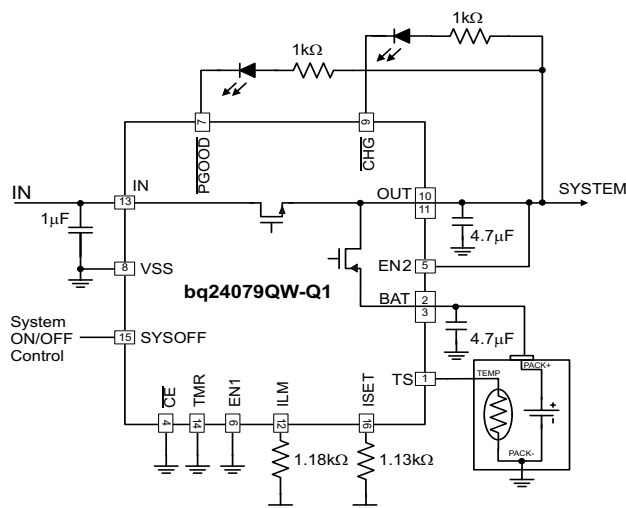 1kΩ
1kΩ
7
9
PGOOD
CHG
IN
IN
13
OUT
10
11
SYSTEM
1μF
4.7μF
EN2
5
8
VSS
bq24079QW-Q1
BAT
2
3
System
ON/OFF
Control
15
SYSOFF
4.7μF
TS
1
TEMP
PACK+
+
-
PACK-
CE
TMR
EN1
ILM
ISET
4
14
6
12
16
1.18kΩ
1.13kΩ